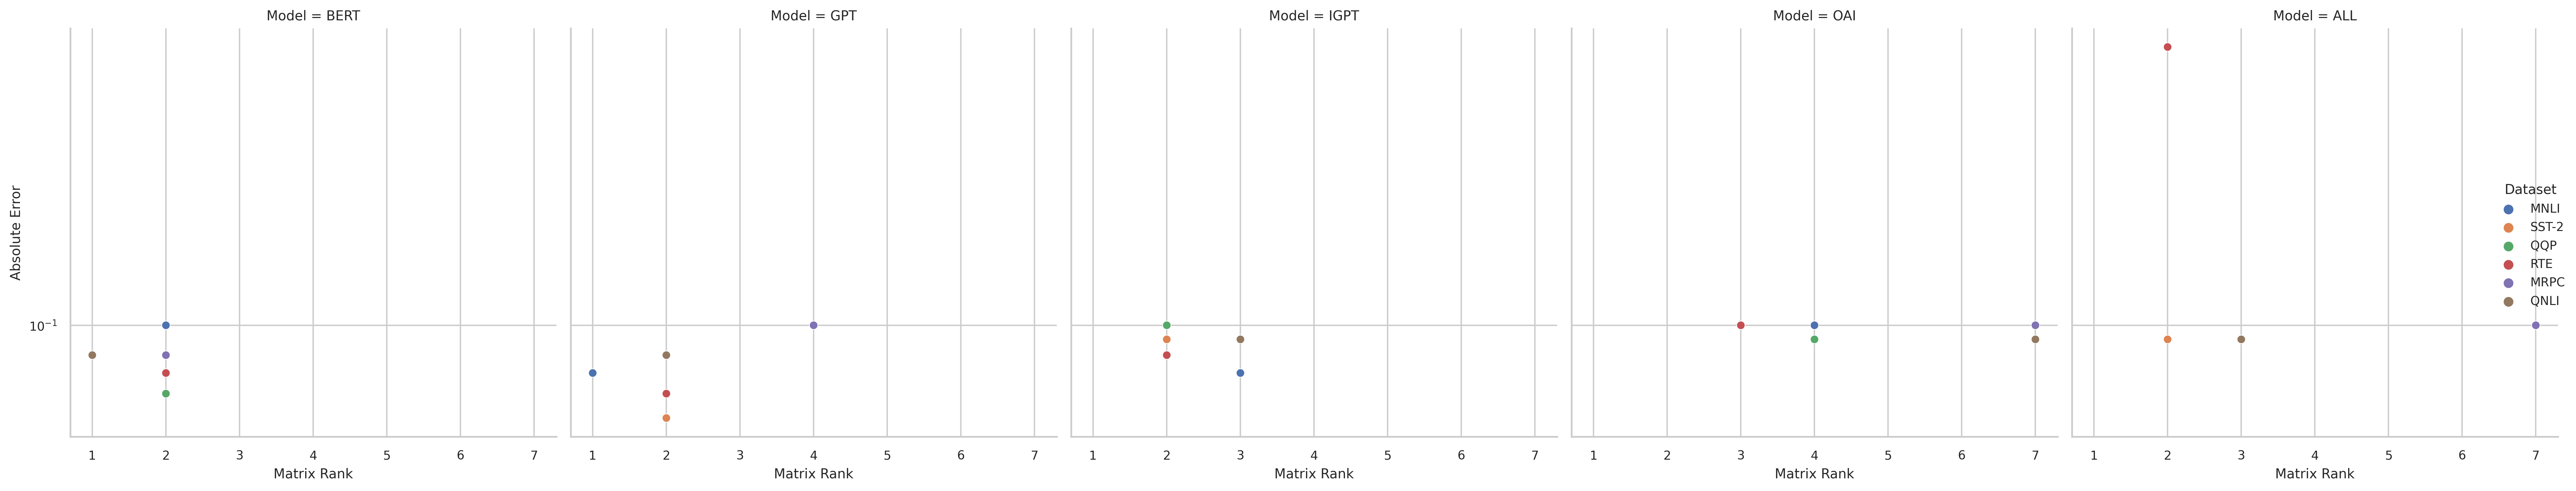 Model = BERT
Model = GPT
Model = IGPT
Model = OAI
Model = ALL
Absolute Error
10⁻¹
1 2 3 4 5 6 7
1 2 3 4 5 6 7
1 2 3 4 5 6 7
1 2 3 4 5 6 7
1 2 3 4 5 6 7
Matrix Rank
Matrix Rank
Matrix Rank
Matrix Rank
Matrix Rank
Dataset
MNLI
SST-2
QQP
RTE
MRPC
QNLI